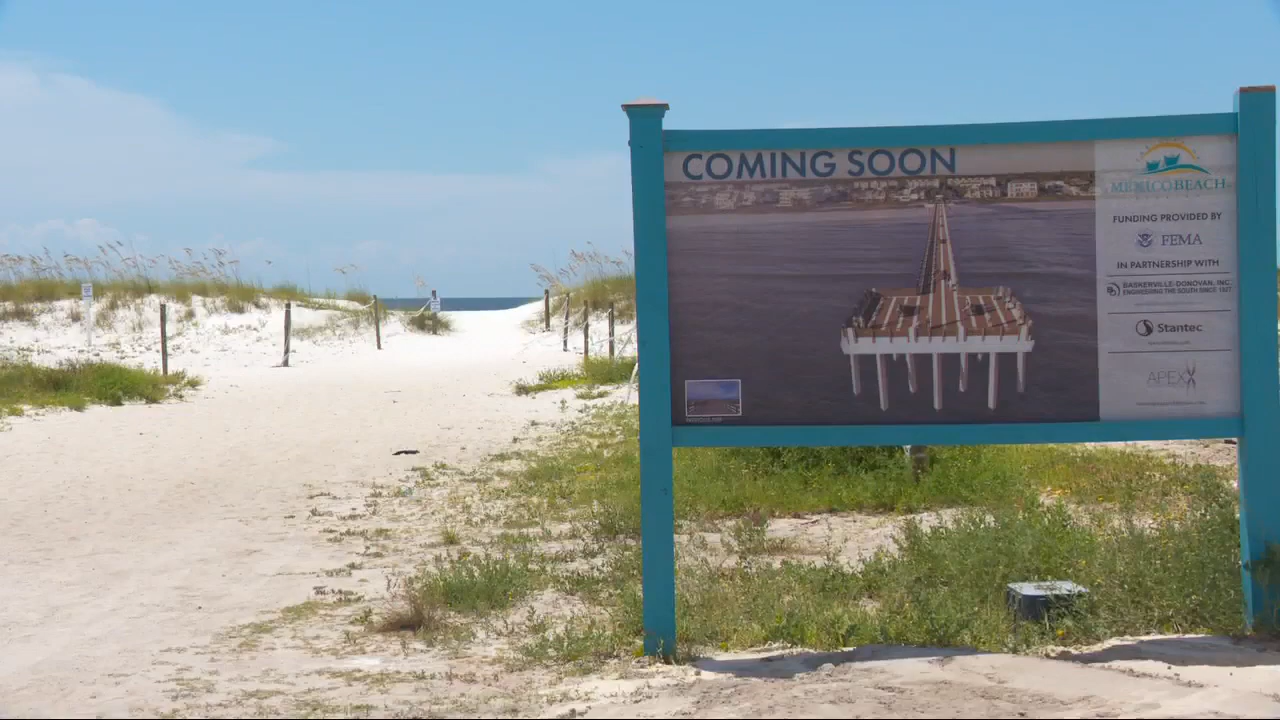 COMING SOON
MEXICO BEACH
FUNDING PROVIDED BY
FEMA
IN PARTNERSHIP WITH
BASKERVILLE-DONOVAN, INC.
ENGINEERING THE SOUTH SINCE 1927
Stantec
APEX